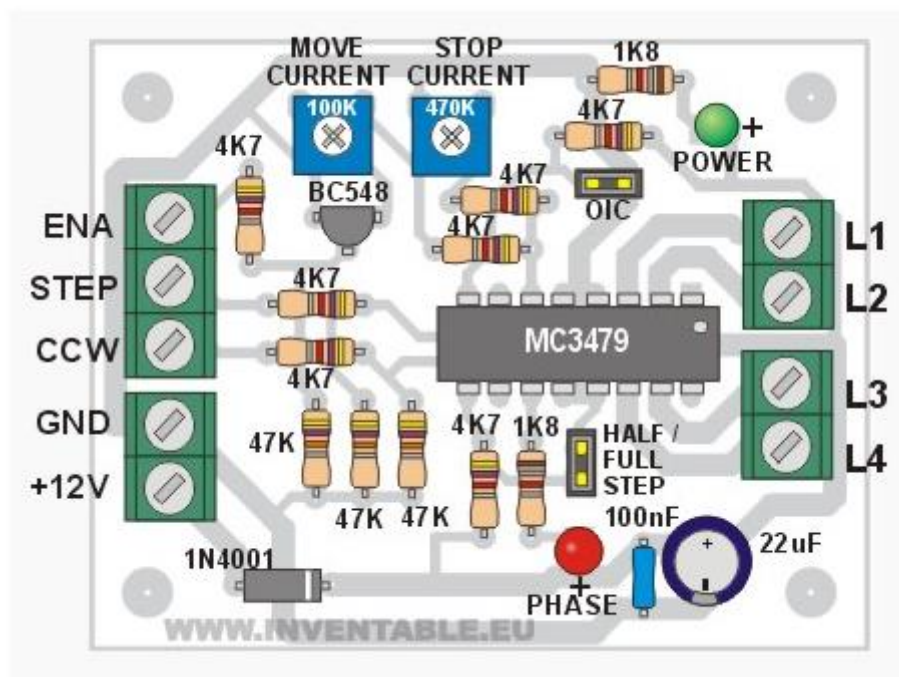 MOVE CURRENT
STOP CURRENT
1K8
100K
470K
4K7
4K7
POWER
BC548
4K7
OIC
4K7
ENA
L1
STEP
4K7
L2
CCW
MC3479
4K7
L3
GND
47K
4K7
1K8
HALF /
FULL
STEP
L4
+12V
47K
47K
100nF
22uF
1N4001
PHASE
WWW.INVENTABLE.EU